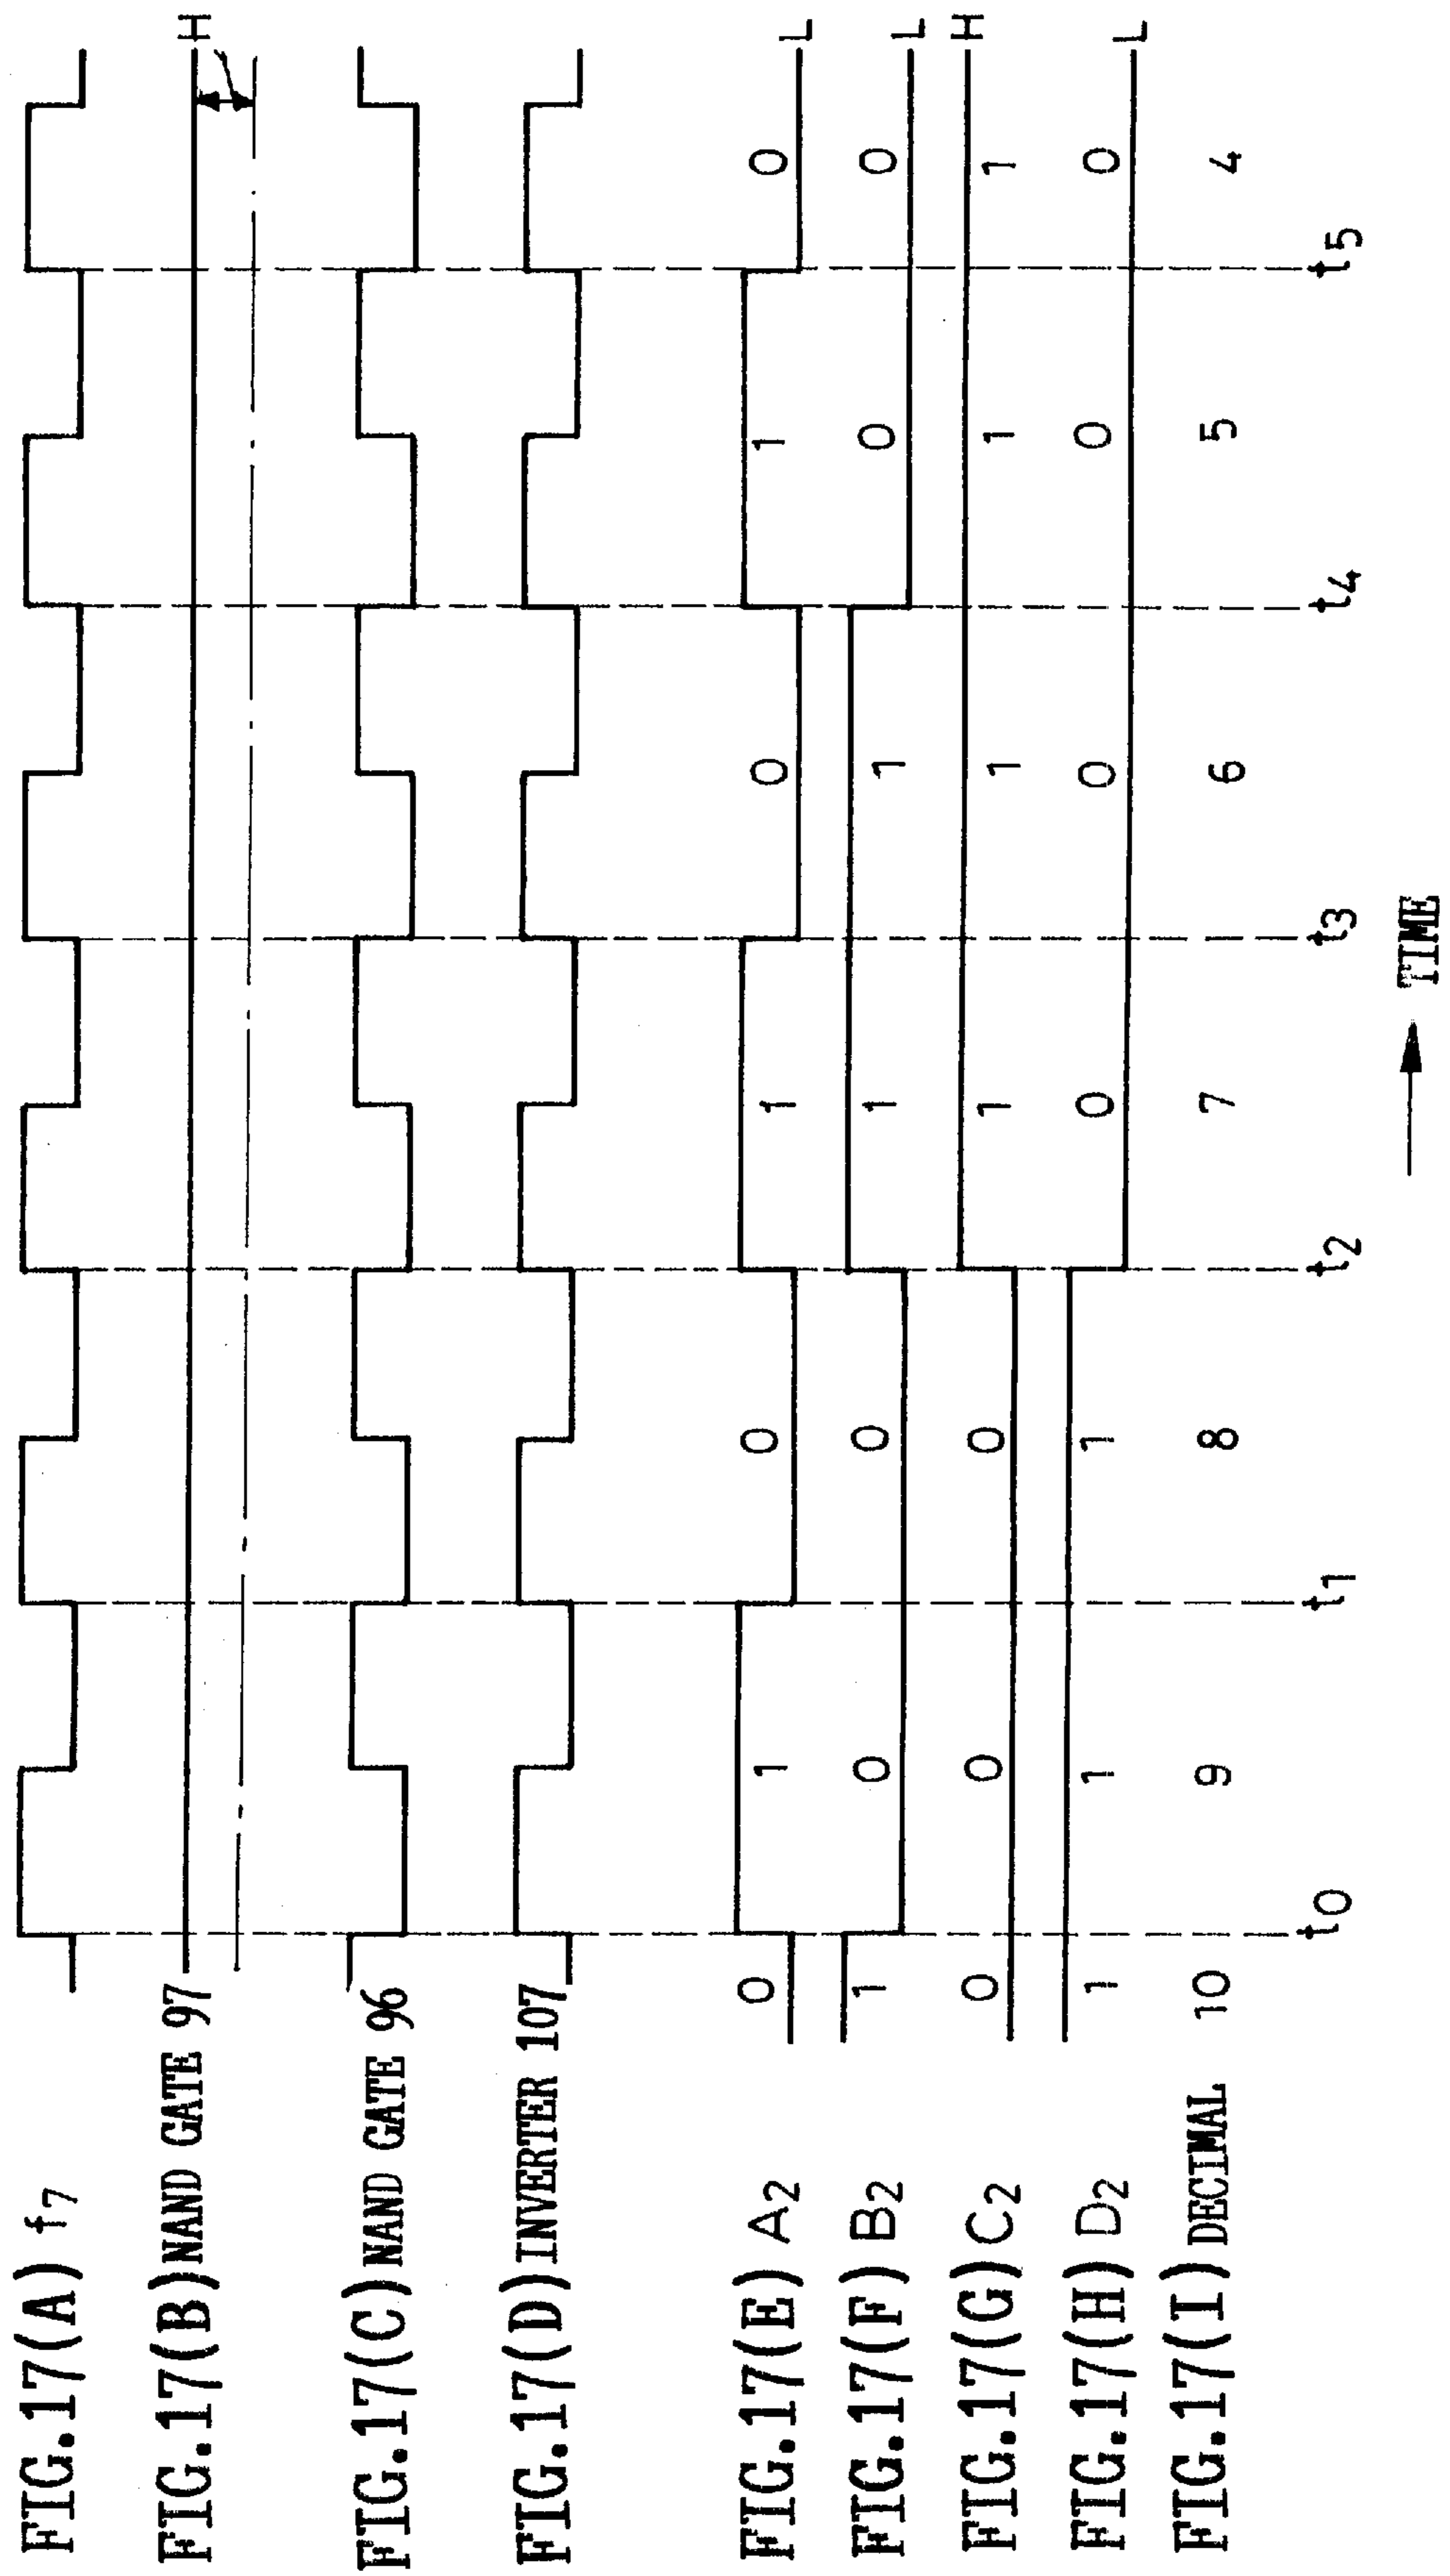 FIG.17(A) f7
FIG.17(B) NAND GATE 97 H
FIG.17(C) NAND GATE 96
FIG.17(D) INVERTER 107
FIG.17(E) A2 0 1 0 1 0 1 0 L
FIG.17(F) B2 1 0 0 1 1 0 0 L
FIG.17(G) C2 0 0 0 1 1 1 1 H
FIG.17(H) D2 1 1 1 0 0 0 0 L
FIG.17(I) DECIMAL 10 9 8 7 6 5 4
t0 t1 t2 t3 t4 t5
TIME